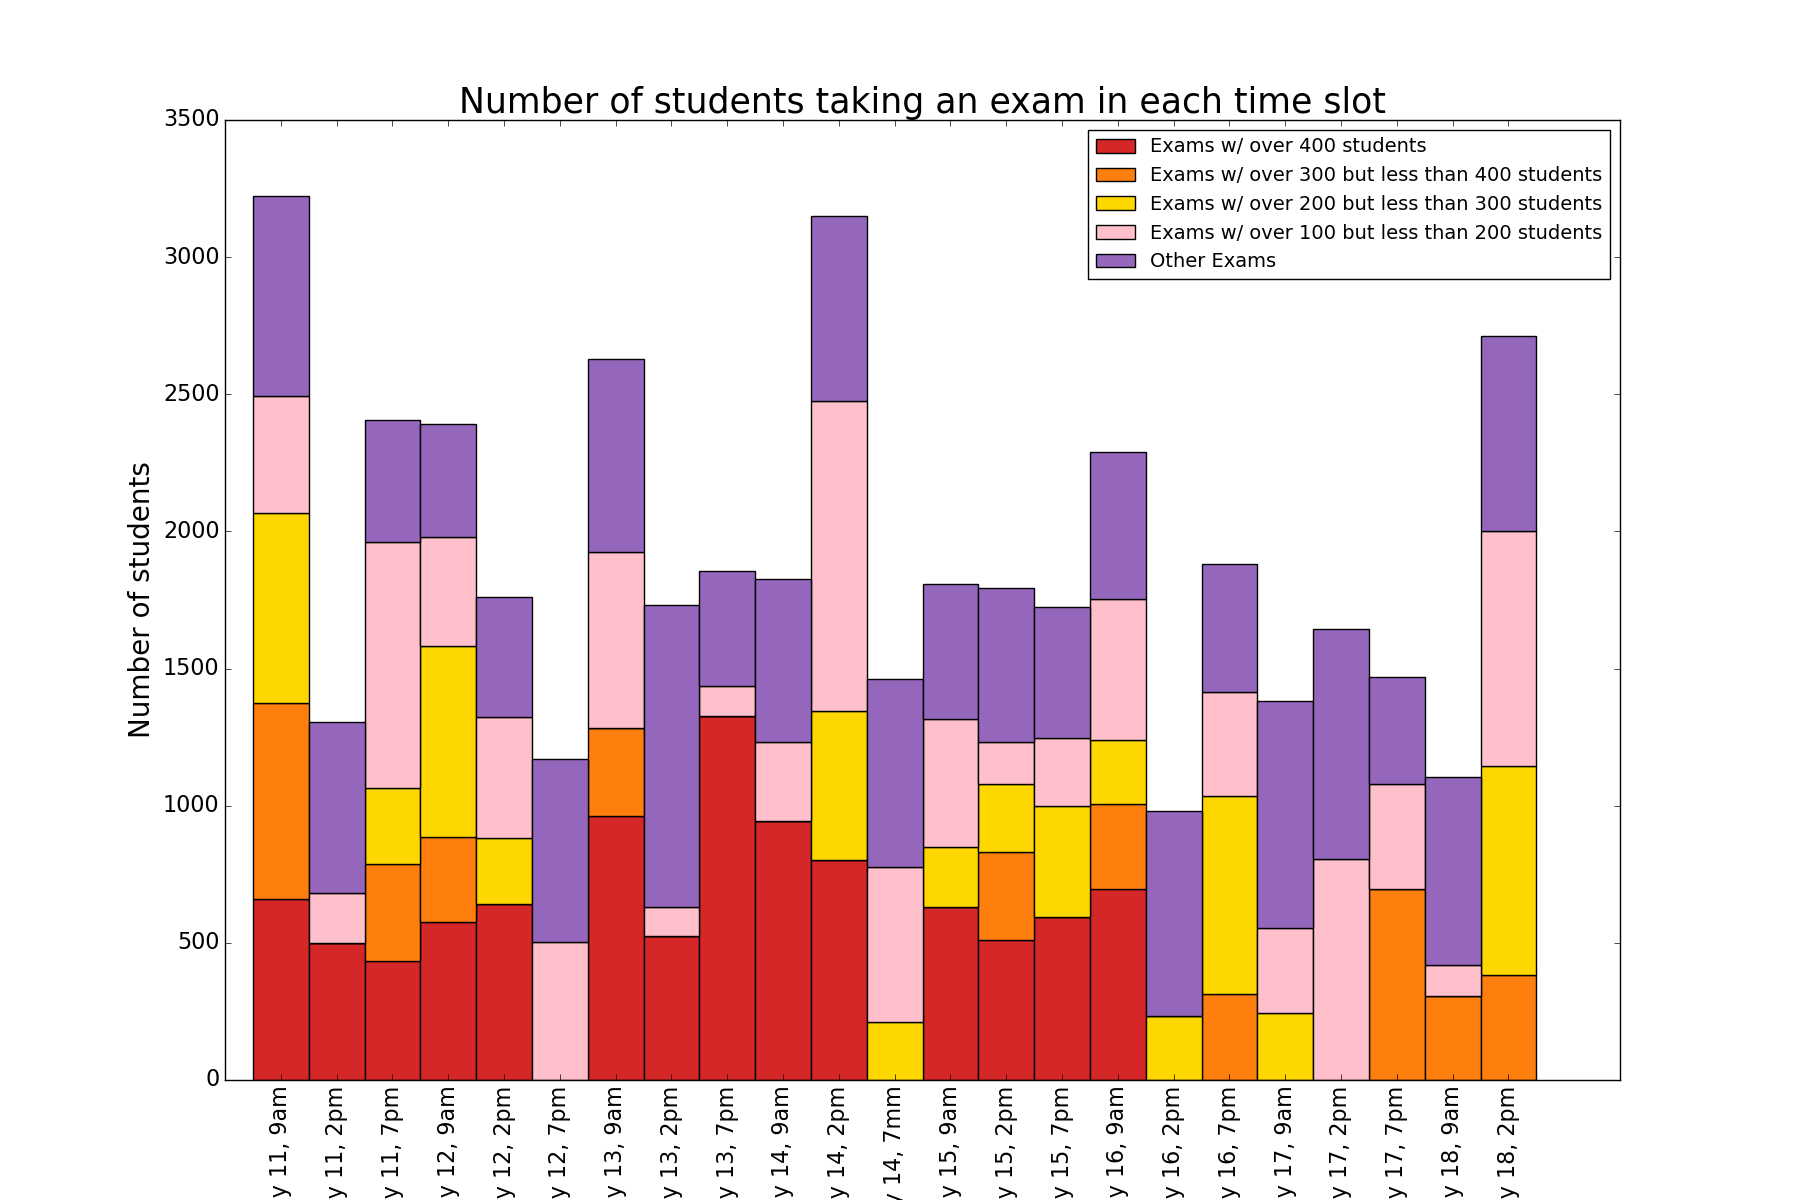 Number of students taking an exam in each time slot
Exams w/ over 400 students
Exams w/ over 300 but less than 400 students
Exams w/ over 200 but less than 300 students
Exams w/ over 100 but less than 200 students
Other Exams
Number of students
3500
3000
2500
2000
1500
1000
500
0
y 11, 9am
y 11, 2pm
y 11, 7pm
y 12, 9am
y 12, 2pm
y 12, 7pm
y 13, 9am
y 13, 2pm
y 13, 7pm
y 14, 9am
y 14, 2pm
y 14, 7mm
y 15, 9am
y 15, 2pm
y 15, 7pm
y 16, 9am
y 16, 2pm
y 16, 7pm
y 17, 9am
y 17, 2pm
y 17, 7pm
y 18, 9am
y 18, 2pm